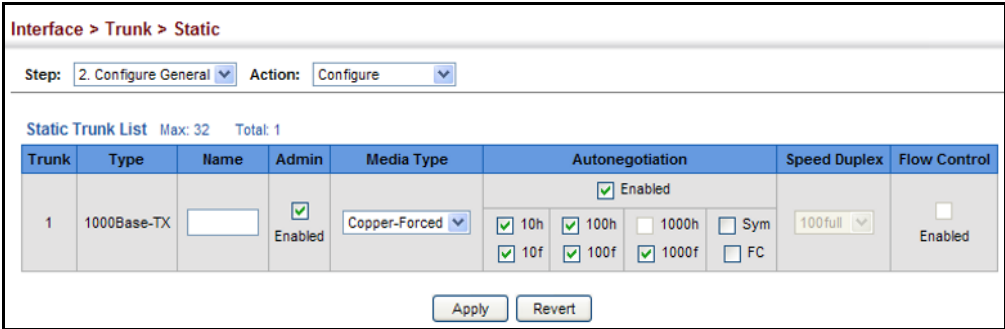 Interface > Trunk > Static
Step: 2. Configure General Action: Configure
Static Trunk List Max: 32 Total: 1
Trunk Type Name Admin Media Type Autonegotiation Speed Duplex Flow Control
1 1000Base-TX Enabled Copper-Forced Enabled 100full Enabled
10h 100h 1000h Sym
10f 100f 1000f FC
Apply Revert